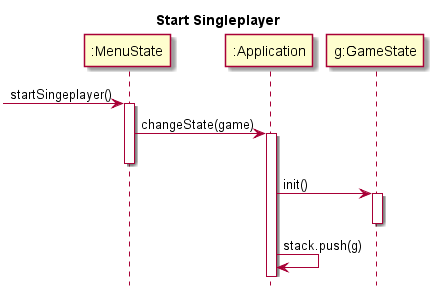 Start Singleplayer
:MenuState
:Application
g:GameState
startSingeplayer()
changeState(game)
init()
stack.push(g)